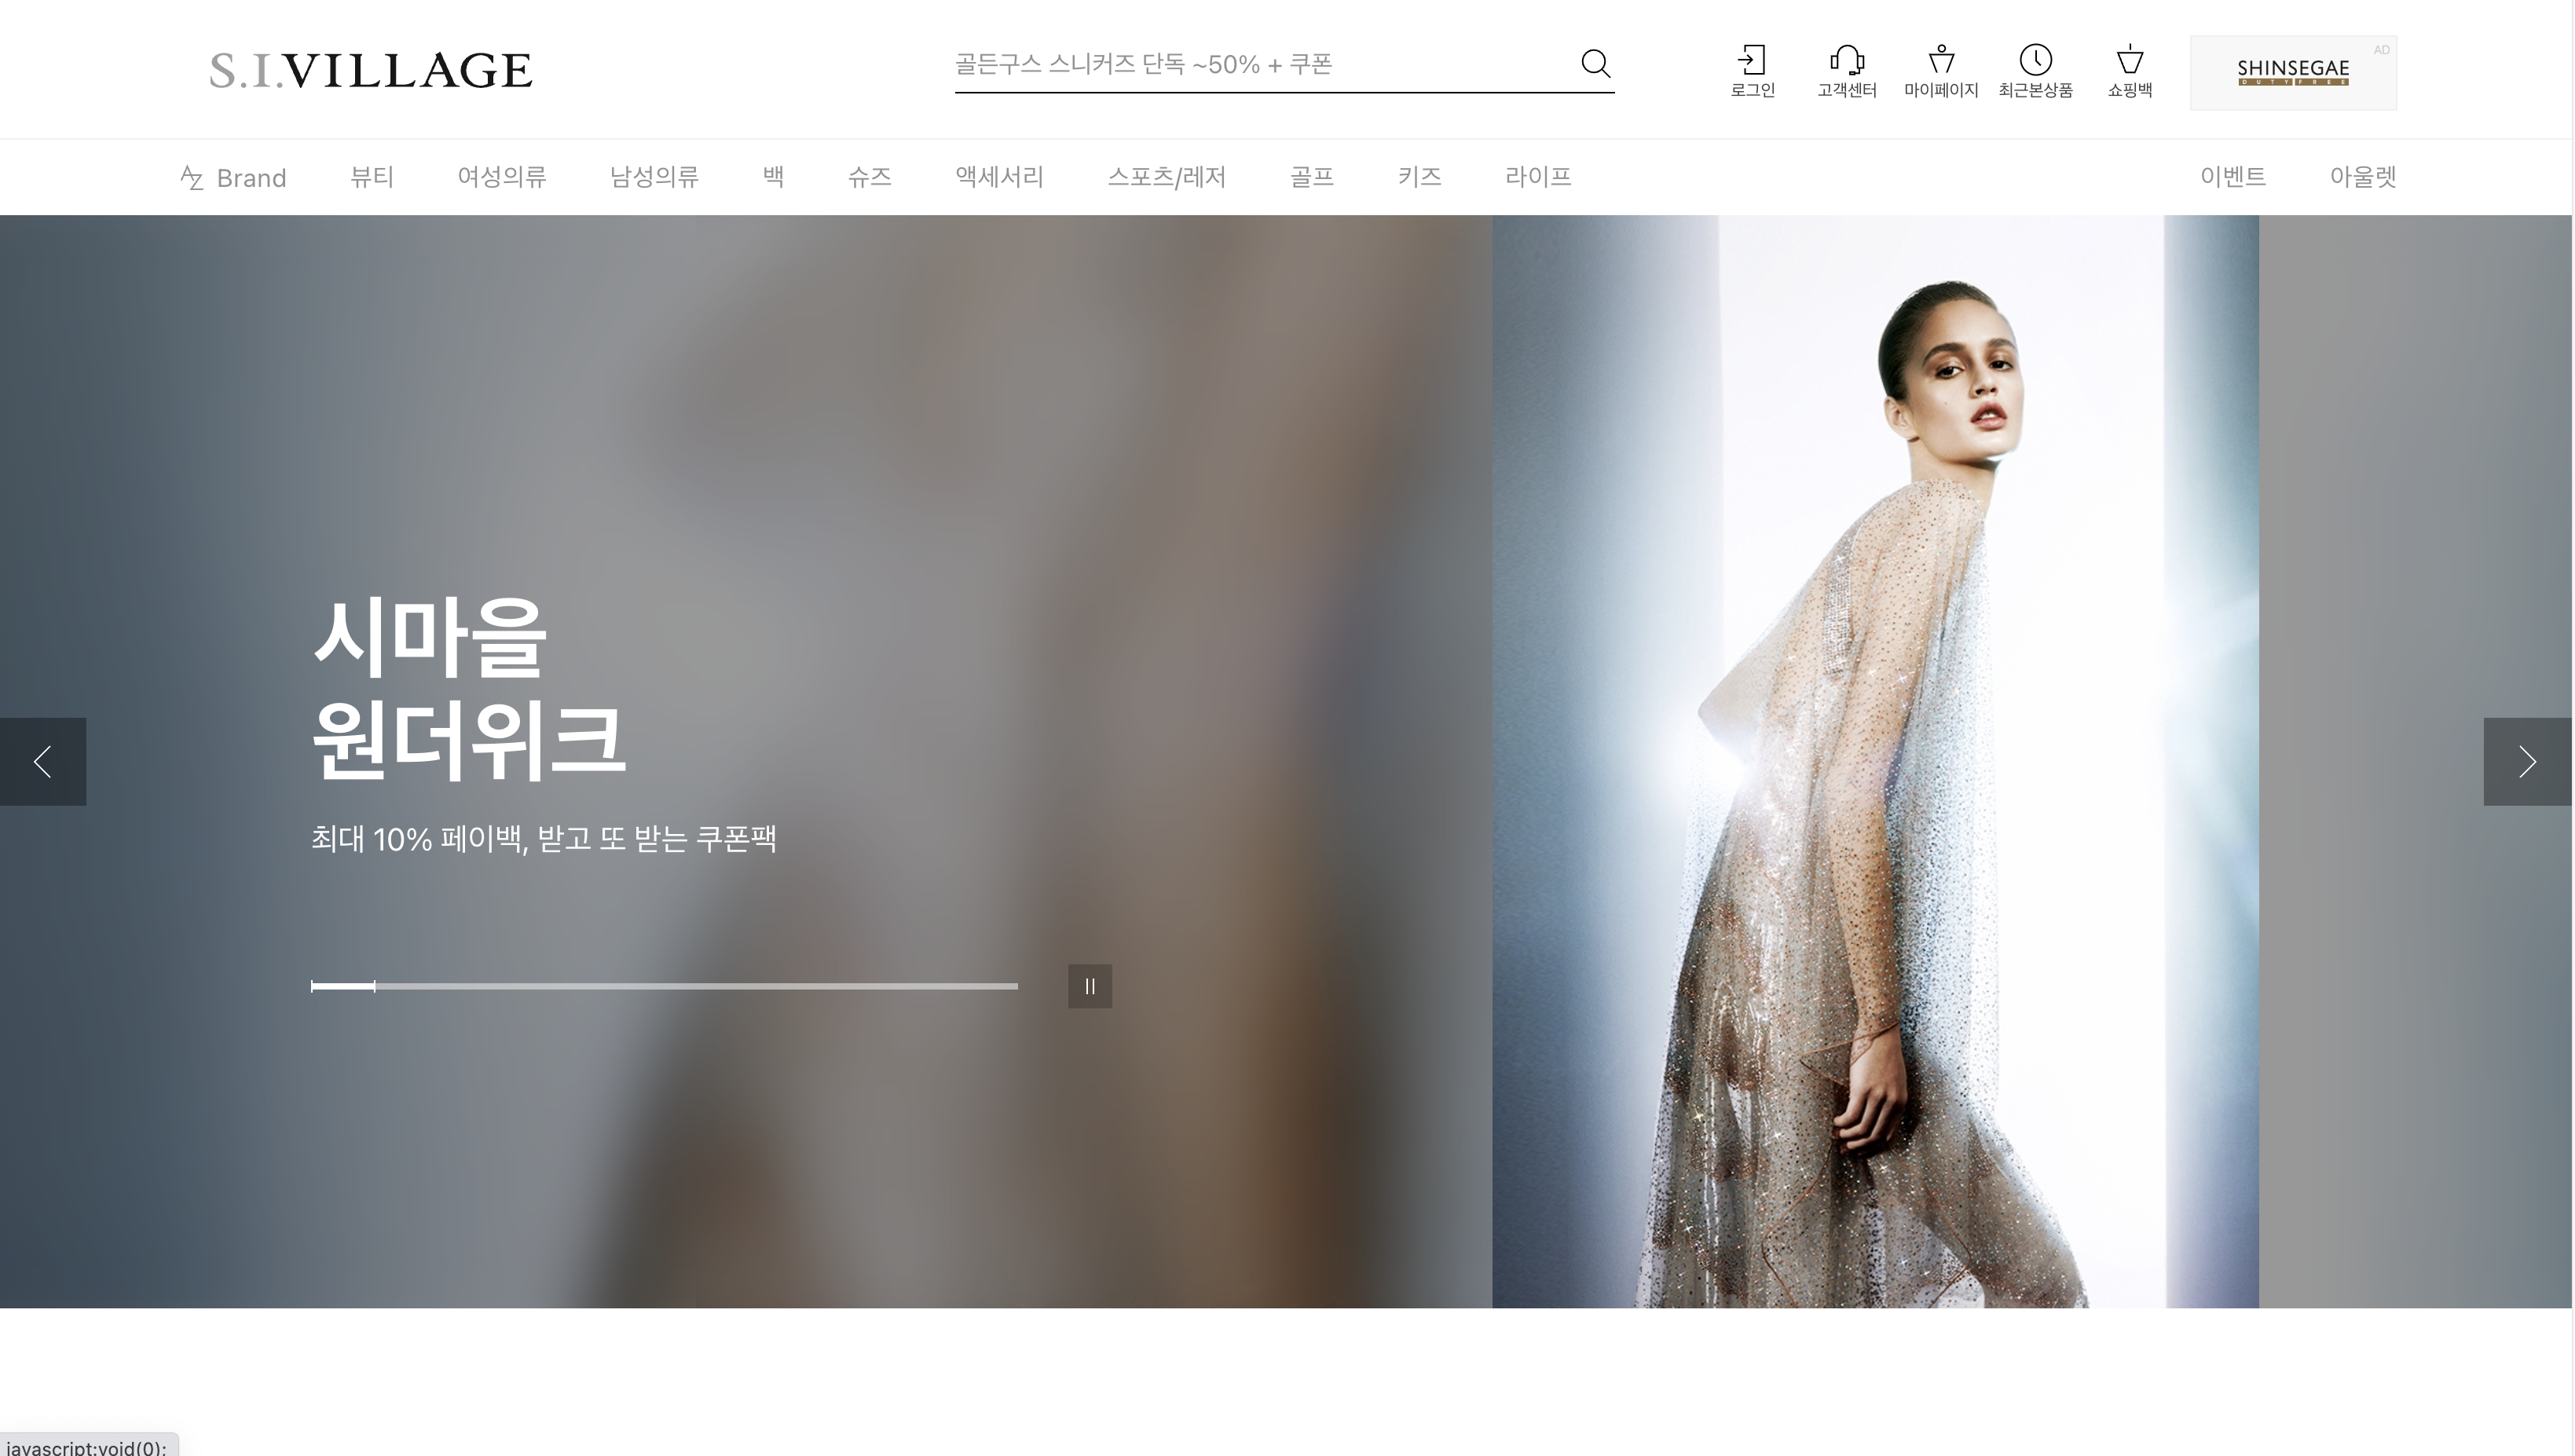 S.I.VILLAGE
골든구스 스니커즈 단독 ~50% + 쿠폰
로그인
고객센터
마이페이지
최근본상품
쇼핑백
AD
SHINSEGAE
DUTY FREE
AZ Brand
뷰티
여성의류
남성의류
백
슈즈
액세서리
스포츠/레저
골프
키즈
라이프
이벤트
아울렛
시마을
원더위크
최대 10% 페이백, 받고 또 받는 쿠폰팩
javascript:void(0);